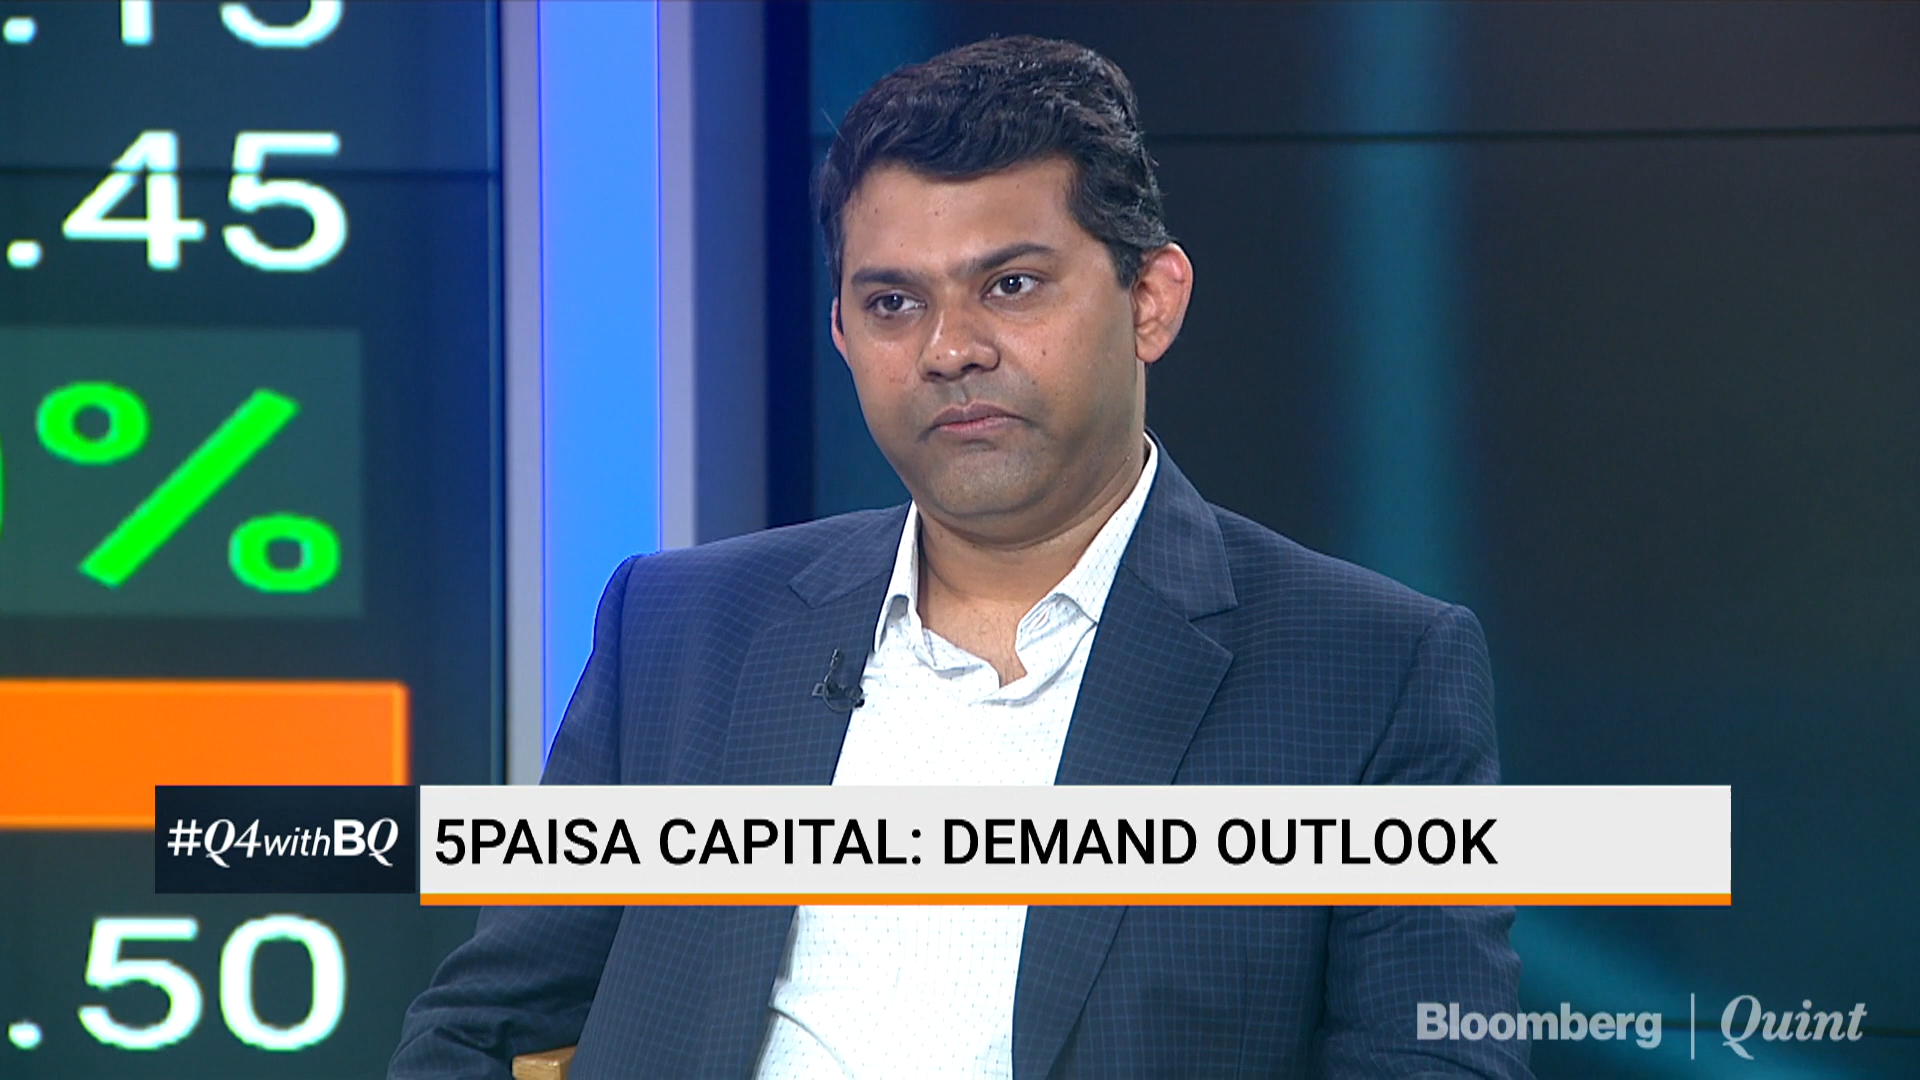 .45
%
#Q4withBQ
5PAISA CAPITAL: DEMAND OUTLOOK
.50
Bloomberg | Quint